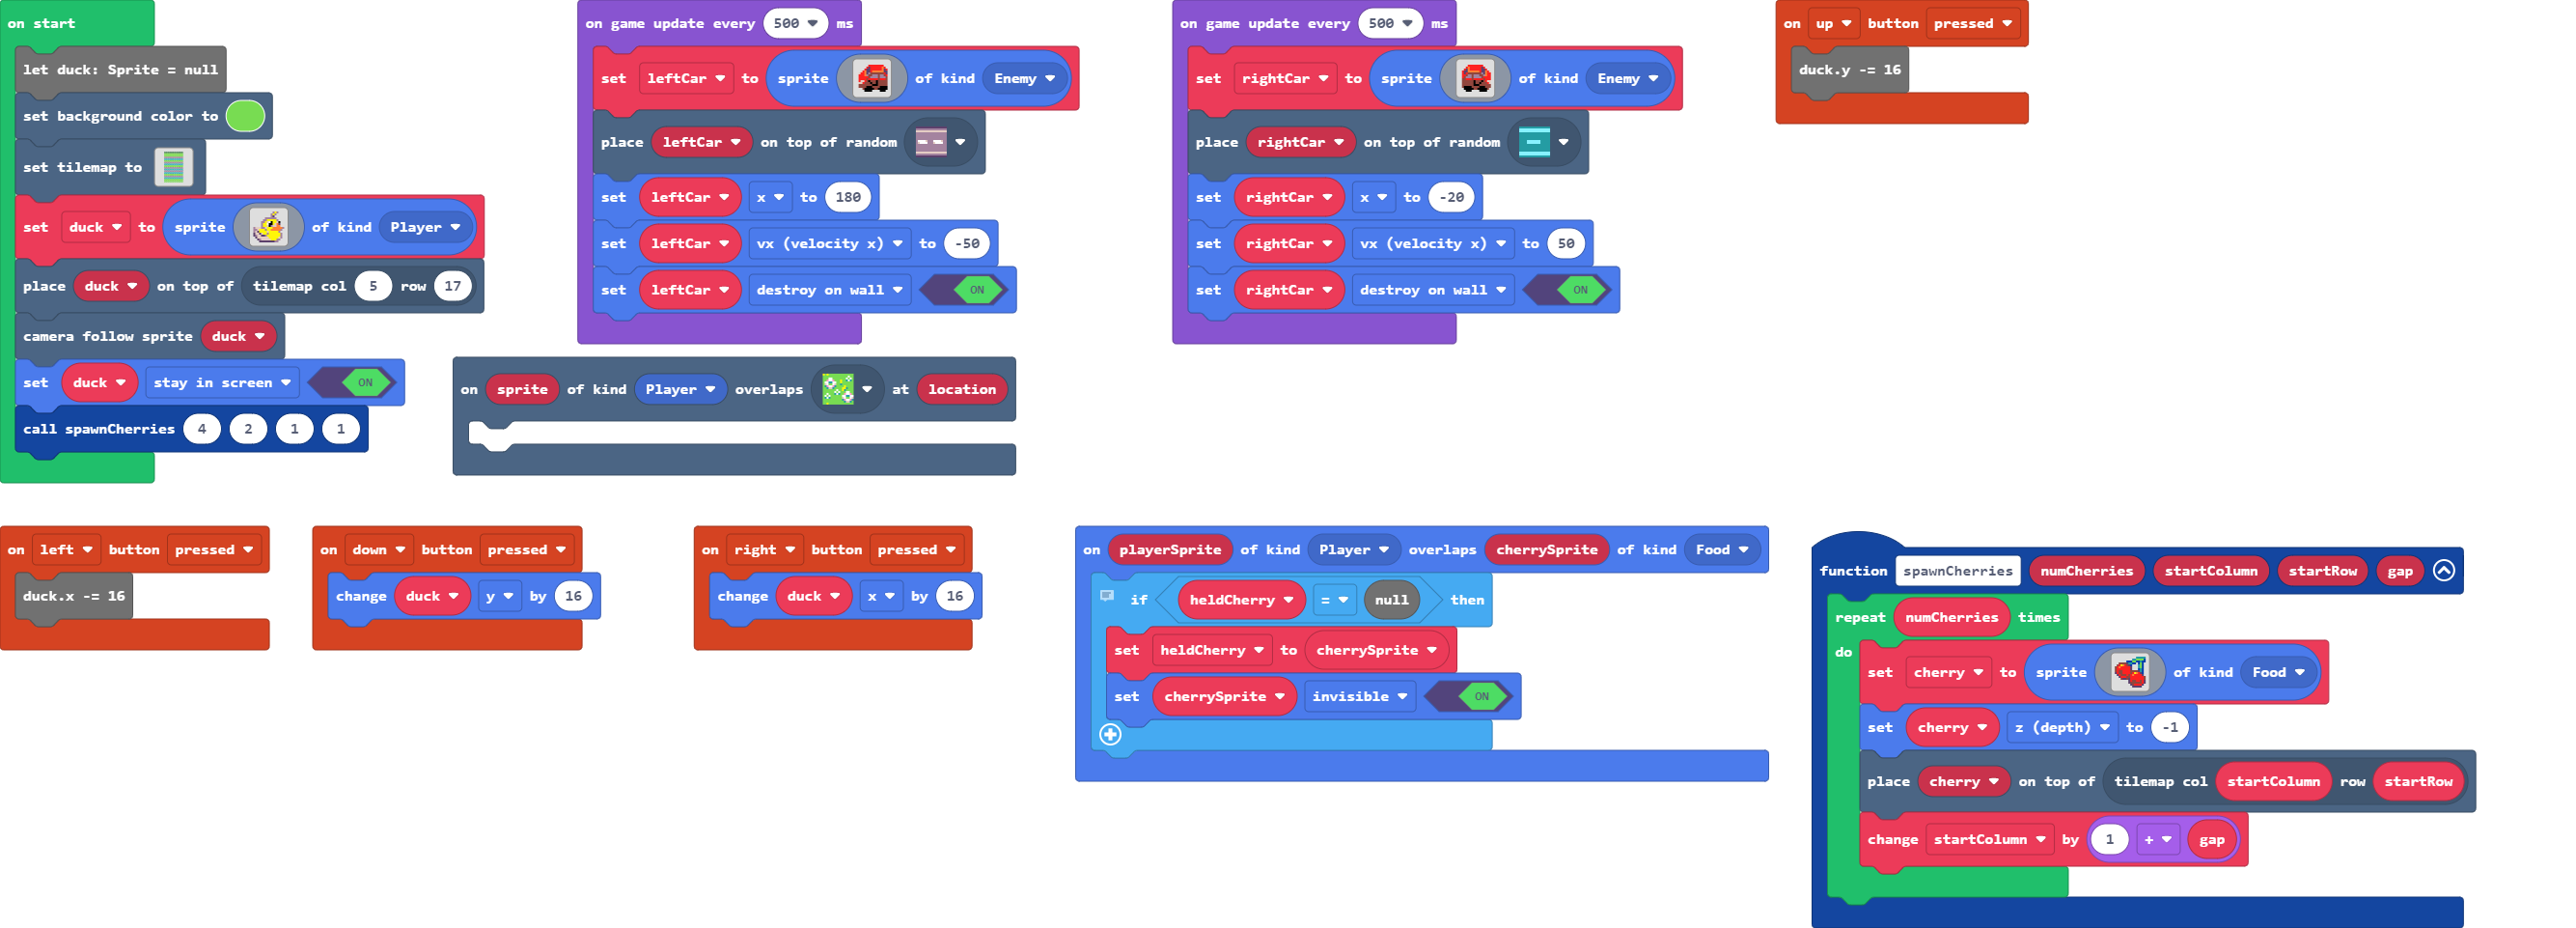 on start
let duck: Sprite = null
set background color to
set tilemap to
set duck to sprite of kind Player
place duck on top of tilemap col 5 row 17
camera follow sprite duck
set duck stay in screen ON
call spawnCherries 4 2 1 1
on game update every 500 ms
set leftCar to sprite of kind Enemy
place leftCar on top of random
set leftCar x to 180
set leftCar vx (velocity x) to -50
set leftCar destroy on wall ON
on game update every 500 ms
set rightCar to sprite of kind Enemy
place rightCar on top of random
set rightCar x to -20
set rightCar vx (velocity x) to 50
set rightCar destroy on wall ON
on up button pressed
duck.y -= 16
on sprite of kind Player overlaps at location
on left button pressed
duck.x -= 16
on down button pressed
change duck y by 16
on right button pressed
change duck x by 16
on playerSprite of kind Player overlaps cherrySprite of kind Food
if heldCherry = null then
set heldCherry to cherrySprite
set cherrySprite invisible ON
function spawnCherries numCherries startColumn startRow gap
repeat numCherries times
do
set cherry to sprite of kind Food
set cherry z (depth) to -1
place cherry on top of tilemap col startColumn row startRow
change startColumn by 1 + gap